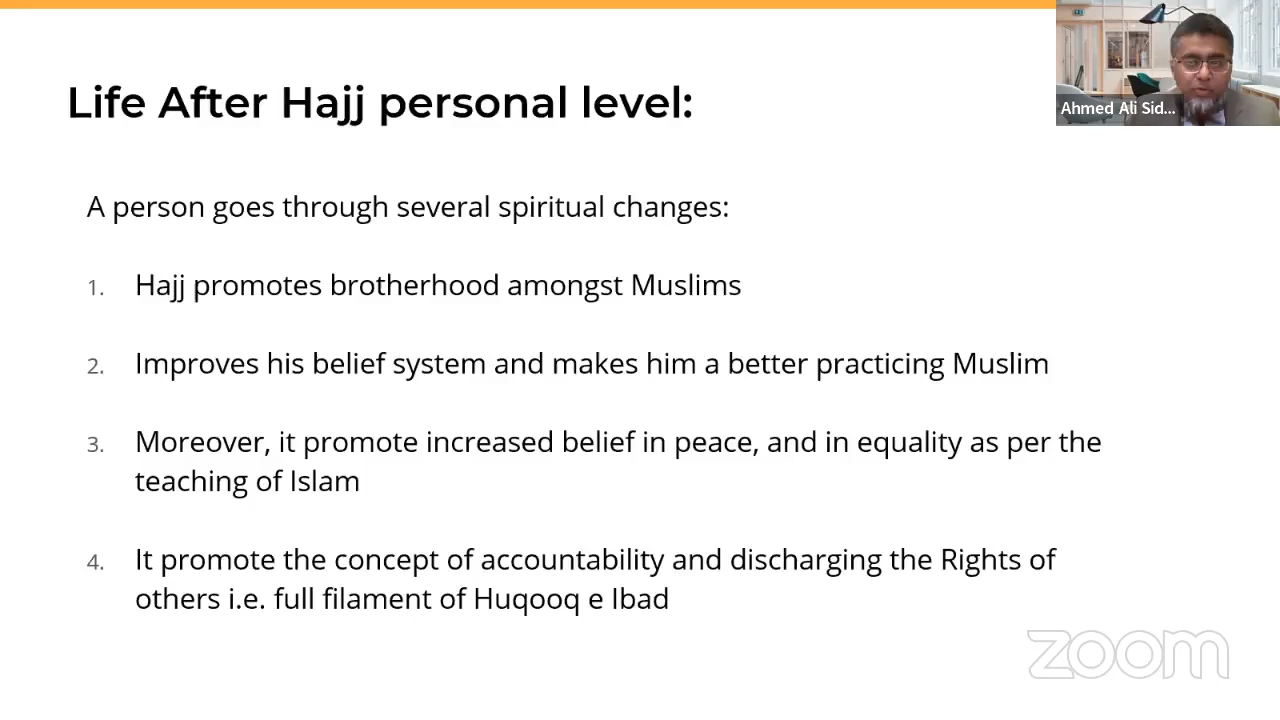 Life After Hajj personal level:
Ahmed Ali Sid...
A person goes through several spiritual changes:
1. Hajj promotes brotherhood amongst Muslims
2. Improves his belief system and makes him a better practicing Muslim
3. Moreover, it promote increased belief in peace, and in equality as per the
teaching of Islam
4. It promote the concept of accountability and discharging the Rights of
others i.e. full filament of Huqooq e Ibad
zoom